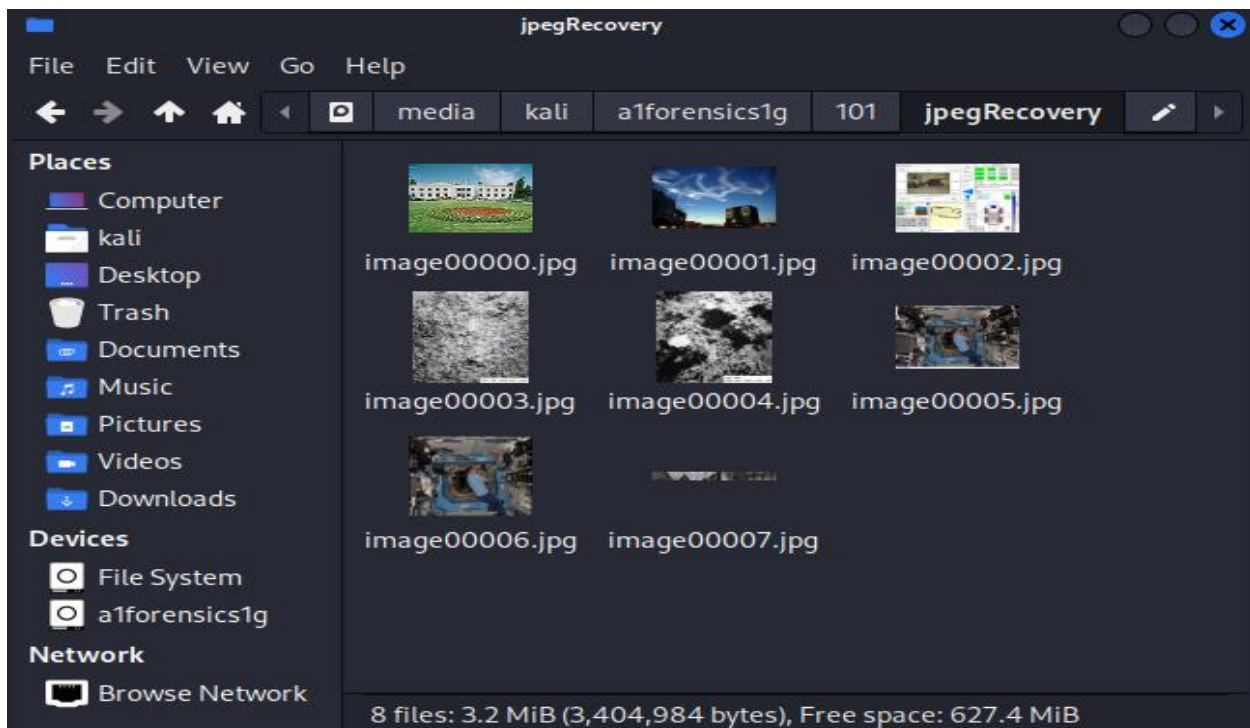 jpegRecovery
File Edit View Go Help
media kali a1forensics1g 101 jpegRecovery
Places
Computer
kali
Desktop
Trash
Documents
Music
Pictures
Videos
Downloads
Devices
File System
a1forensics1g
Network
Browse Network
image00000.jpg image00001.jpg image00002.jpg
image00003.jpg image00004.jpg image00005.jpg
image00006.jpg image00007.jpg
8 files: 3.2 MiB (3,404,984 bytes), Free space: 627.4 MiB